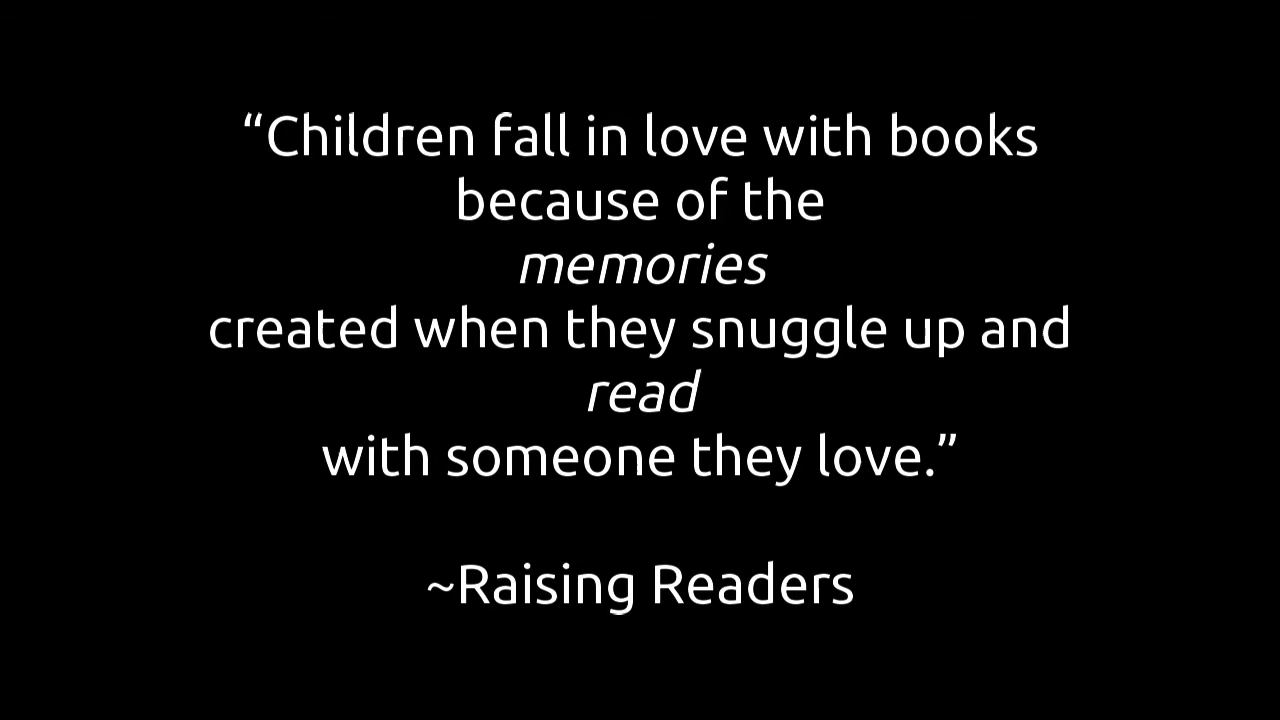 “Children fall in love with books
because of the
memories
created when they snuggle up and
read
with someone they love.”
~Raising Readers